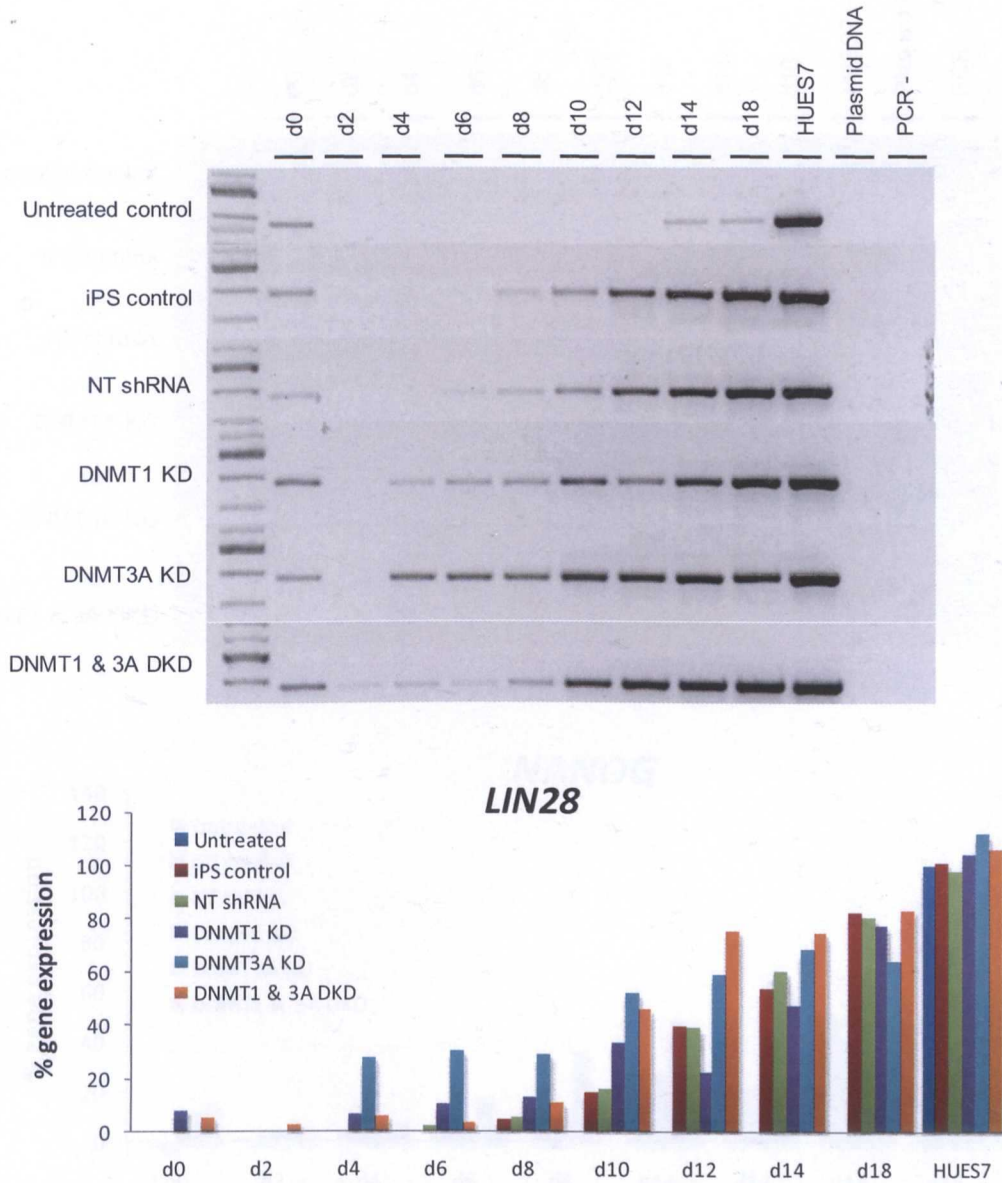 d0 d2 d4 d6 d8 d10 d12 d14 d18 HUES7 Plasmid DNA PCR -
Untreated control
iPS control
NT shRNA
DNMT1 KD
DNMT3A KD
DNMT1 & 3A DKD
NANOG
LIN28
% gene expression
120
100
80
60
40
20
0
Untreated
iPS control
NT shRNA
DNMT1 KD
DNMT3A KD
DNMT1 & 3A DKD
d0 d2 d4 d6 d8 d10 d12 d14 d18 HUES7